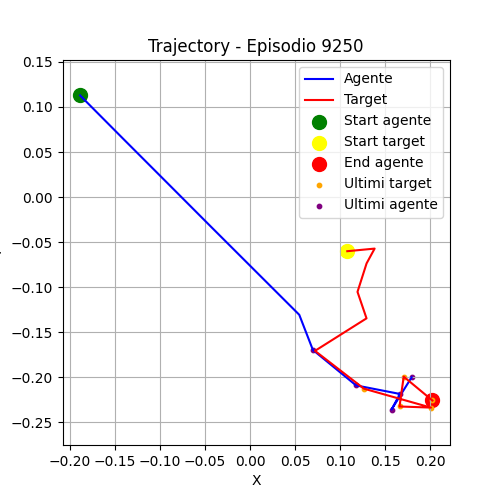 Trajectory - Episodio 9250
0.15
0.10
0.05
0.00
−0.05
−0.10
−0.15
−0.20
−0.25
Agente
Target
Start agente
Start target
End agente
Ultimi target
Ultimi agente
−0.20 −0.15 −0.10 −0.05 0.00 0.05 0.10 0.15 0.20
X